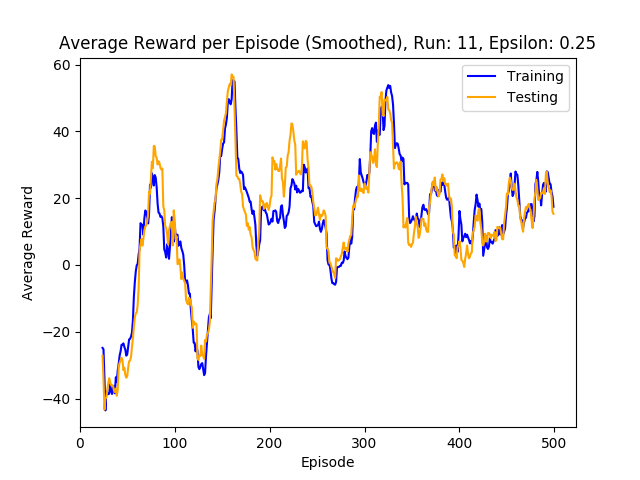 Average Reward per Episode (Smoothed), Run: 11, Epsilon: 0.25
Training
Testing
Average Reward
60
40
20
0
−20
−40
0 100 200 300 400 500
Episode